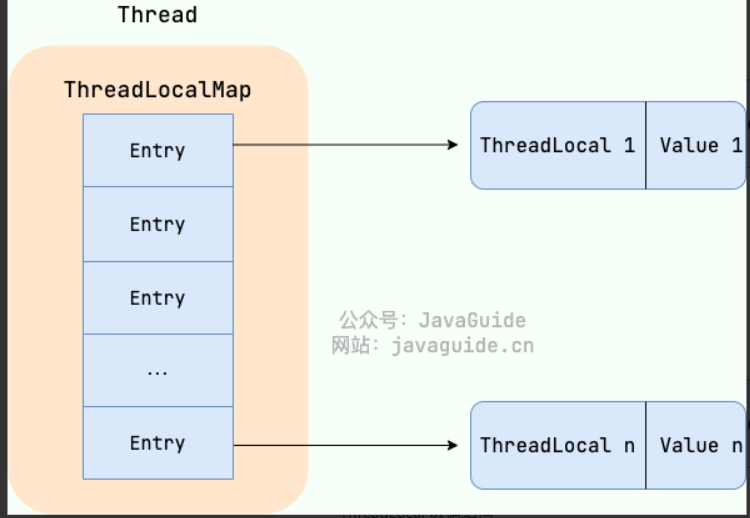 Thread
ThreadLocalMap
Entry
ThreadLocal 1
Value 1
Entry
Entry
公众号：JavaGuide
网站：javaguide.cn
...
Entry
ThreadLocal n
Value n